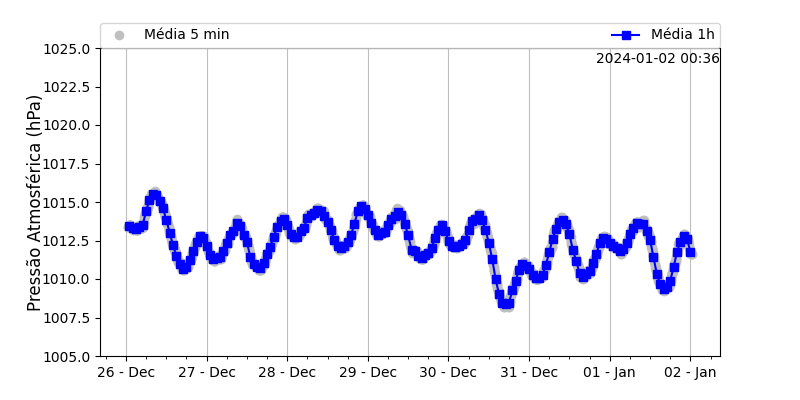 Média 5 min
Média 1h
2024-01-02 00:36
Pressão Atmosférica (hPa)
1025.0
1022.5
1020.0
1017.5
1015.0
1012.5
1010.0
1007.5
1005.0
26 - Dec
27 - Dec
28 - Dec
29 - Dec
30 - Dec
31 - Dec
01 - Jan
02 - Jan